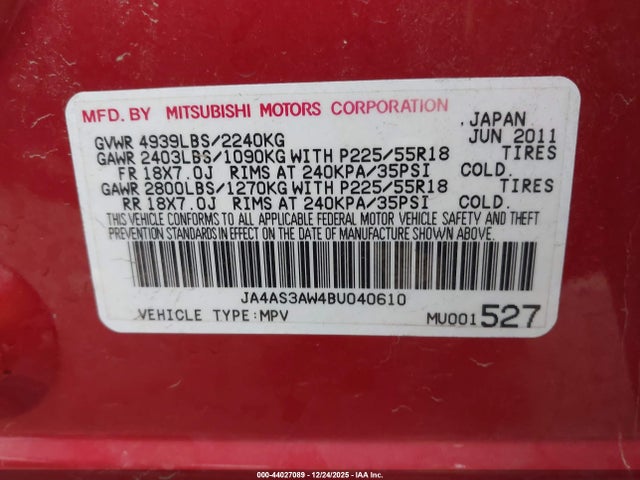 MFD. BY MITSUBISHI MOTORS CORPORATION . JAPAN
GVWR 4939LBS/2240KG JUN 2011
GAWR 2403LBS/1090KG WITH P225/55R18 TIRES
FR 18X7.0J RIMS AT 240KPA/35PSI COLD.
GAWR 2800LBS/1270KG WITH P225/55R18 TIRES
RR 18X7.0J RIMS AT 240KPA/35PSI COLD.
THIS VEHICLE CONFORMS TO ALL APPLICABLE FEDERAL MOTOR VEHICLE SAFETY AND THEFT
PREVENTION STANDARDS IN EFFECT ON THE DATE OF MANUFACTURE SHOWN ABOVE.
JA4AS3AW4BU040610
VEHICLE TYPE:MPV MU001527
000-44027089 | 12/24/2025 | IAA Inc.